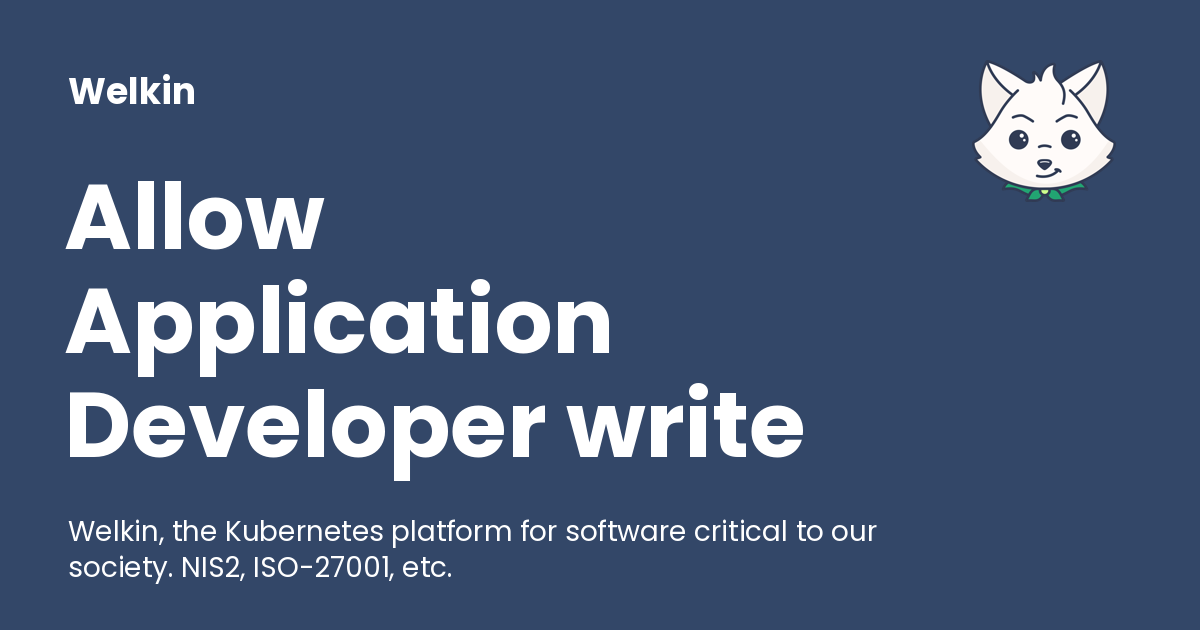 Welkin
Allow
Application
Developer write
Welkin, the Kubernetes platform for software critical to our
society. NIS2, ISO-27001, etc.